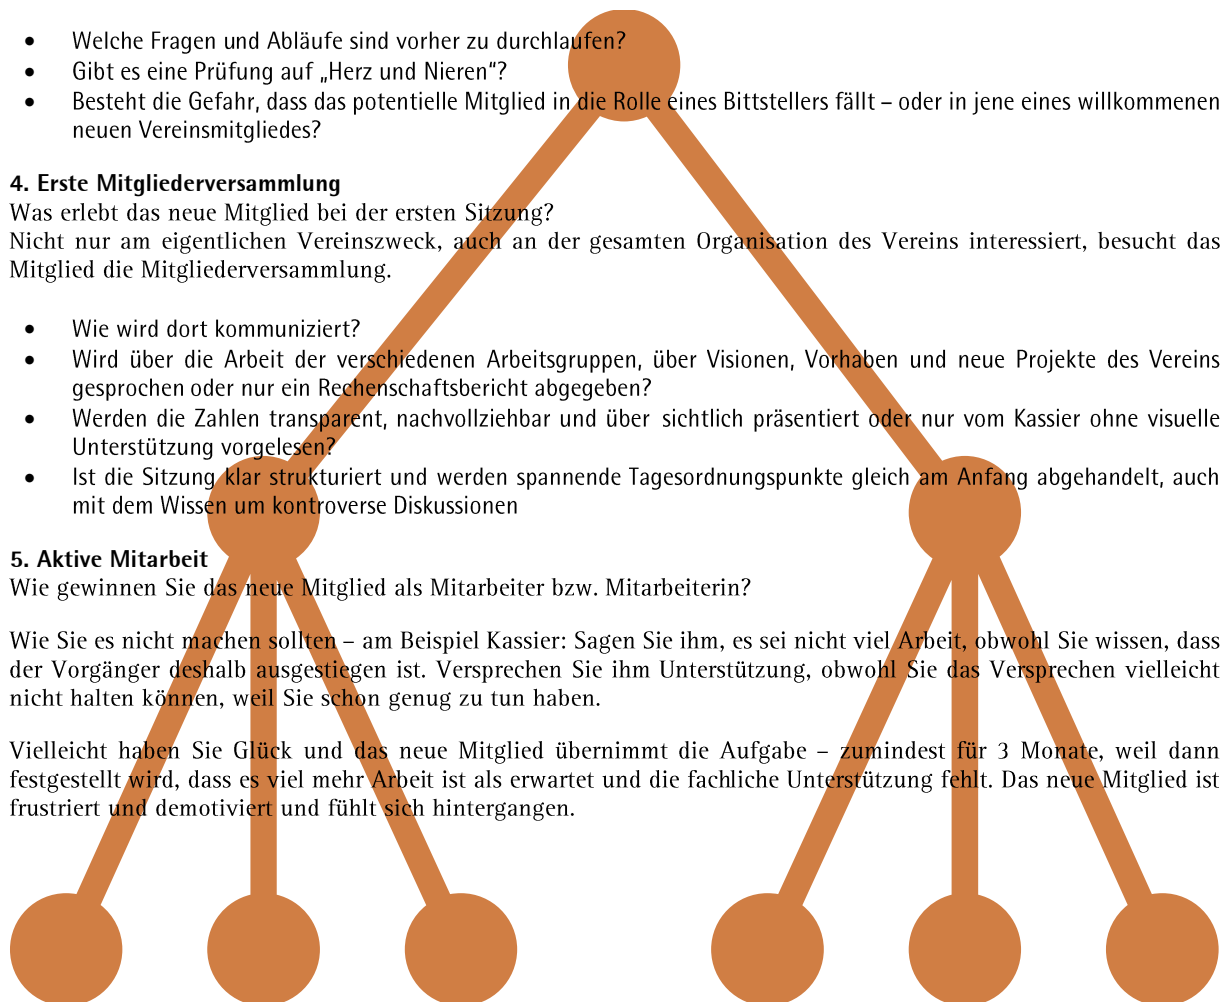 • Welche Fragen und Abläufe sind vorher zu durchlaufen?
• Gibt es eine Prüfung auf „Herz und Nieren“?
• Besteht die Gefahr, dass das potentielle Mitglied in die Rolle eines Bittstellers fällt – oder in jene eines willkommenen
neuen Vereinsmitgliedes?
4. Erste Mitgliederversammlung
Was erlebt das neue Mitglied bei der ersten Sitzung?
Nicht nur am eigentlichen Vereinszweck, auch an der gesamten Organisation des Vereins interessiert, besucht das
Mitglied die Mitgliederversammlung.
• Wie wird dort kommuniziert?
• Wird über die Arbeit der verschiedenen Arbeitsgruppen, über Visionen, Vorhaben und neue Projekte des Vereins
gesprochen oder nur ein Rechenschaftsbericht abgegeben?
• Werden die Zahlen transparent, nachvollziehbar und über sichtlich präsentiert oder nur vom Kassier ohne visuelle
Unterstützung vorgelesen?
• Ist die Sitzung klar strukturiert und werden spannende Tagesordnungspunkte gleich am Anfang abgehandelt, auch
mit dem Wissen um kontroverse Diskussionen
5. Aktive Mitarbeit
Wie gewinnen Sie das neue Mitglied als Mitarbeiter bzw. Mitarbeiterin?
Wie Sie es nicht machen sollten – am Beispiel Kassier: Sagen Sie ihm, es sei nicht viel Arbeit, obwohl Sie wissen, dass
der Vorgänger deshalb ausgestiegen ist. Versprechen Sie ihm Unterstützung, obwohl Sie das Versprechen vielleicht
nicht halten können, weil Sie schon genug zu tun haben.
Vielleicht haben Sie Glück und das neue Mitglied übernimmt die Aufgabe – zumindest für 3 Monate, weil dann
festgestellt wird, dass es viel mehr Arbeit ist als erwartet und die fachliche Unterstützung fehlt. Das neue Mitglied ist
frustriert und demotiviert und fühlt sich hintergangen.